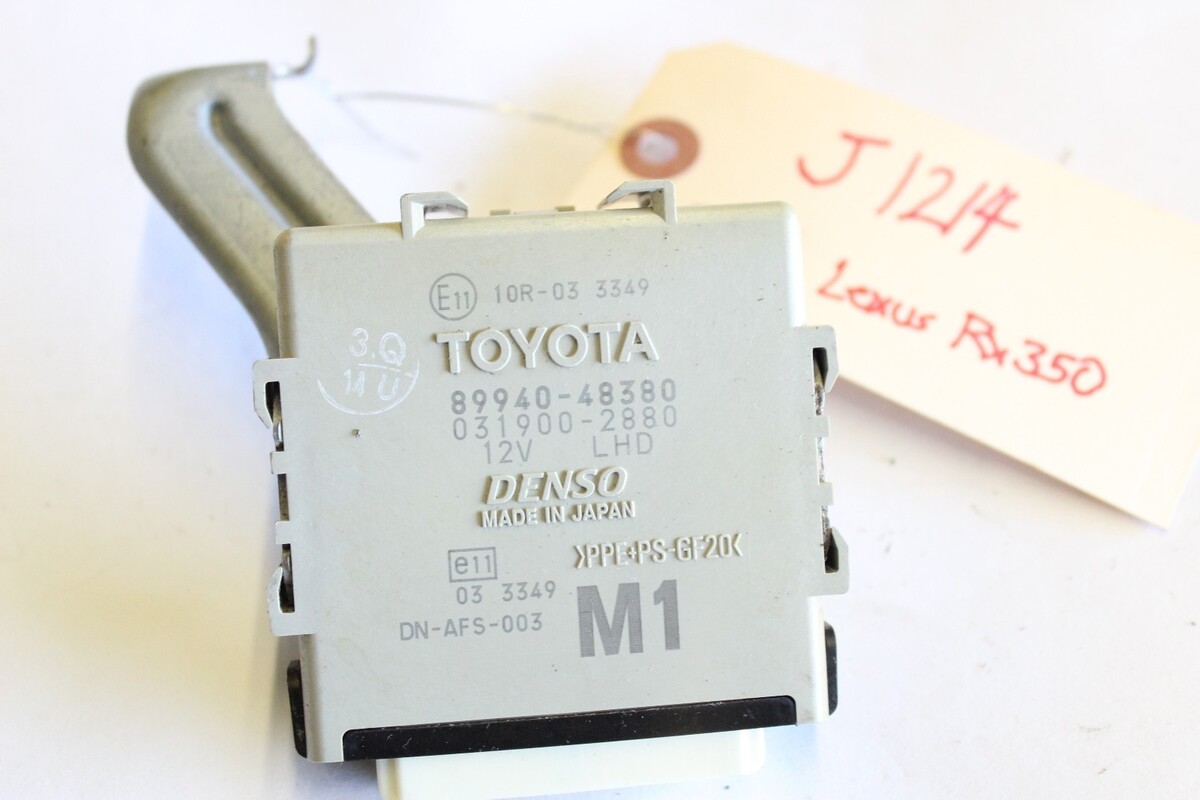 J1214
Lexus Rx350
E11 10R-03 3349
TOYOTA
3.Q
14 U
89940-48380
031900-2880
12V LHD
DENSO
MADE IN JAPAN
>PPE+PS-GF20<
e11
03 3349
DN-AFS-003
M1